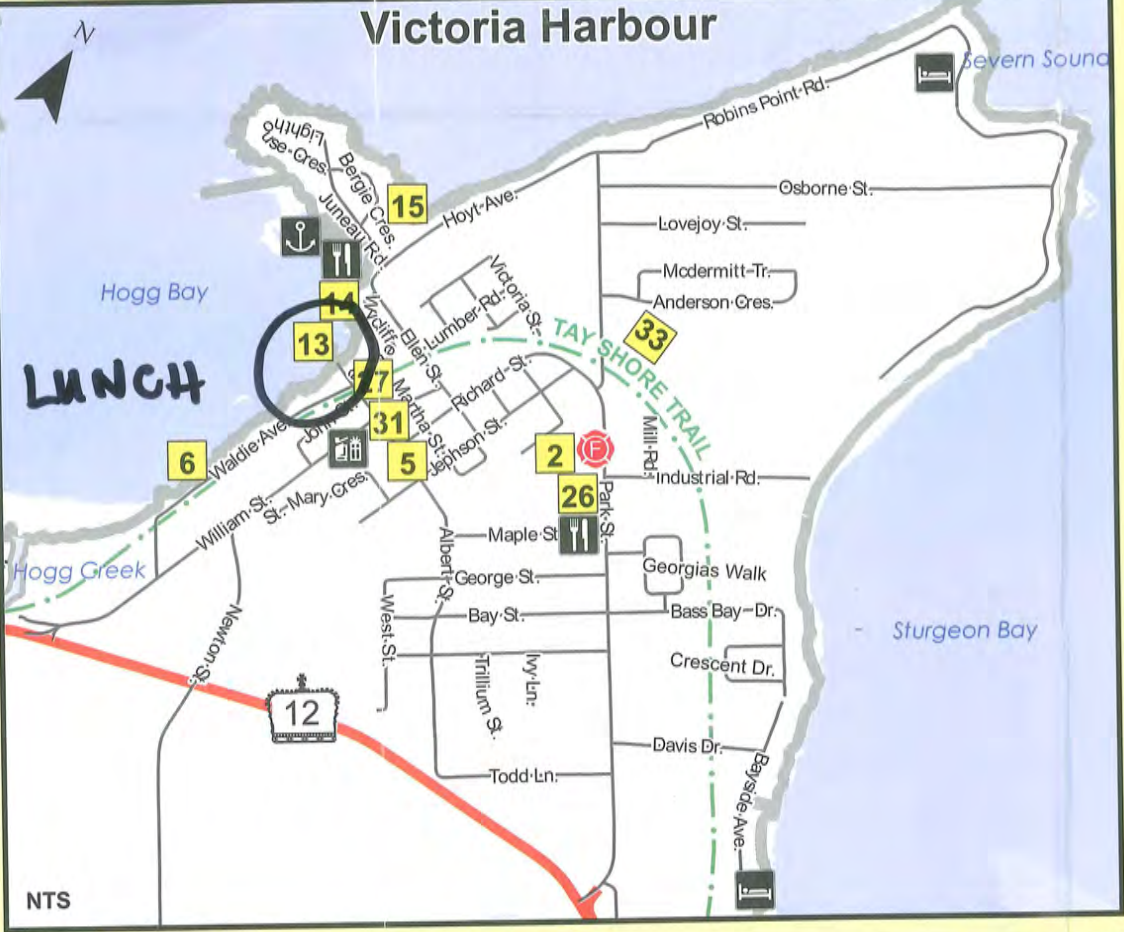 Victoria Harbour
N
Severn Sound
Robins Point Rd.
Lighthouse Cres.
Bergie Cres.
Juneau Rd.
15
Hoyt Ave.
Osborne St.
Lovejoy St.
Mcdermitt Tr.
Anderson Cres.
Hogg Bay
14
13
Victoria St.
Lumber Rd.
Wycliffe
Ellen St.
TAY SHORE TRAIL
33
LUNCH
27
Martha St.
Richard St.
31
John St.
Waldie Ave.
6
5
Jephson St.
2
F
Mill Rd.
Industrial Rd.
26
Park St.
William St.
St. Mary Cres.
Hogg Creek
Albert St.
Maple St.
George St.
Georgias Walk
West St.
Bay St.
Bass Bay Dr.
Newton St.
Sturgeon Bay
Trillium St.
Ivy Ln.
Crescent Dr.
12
Davis Dr.
Todd Ln.
Bayside Ave.
NTS